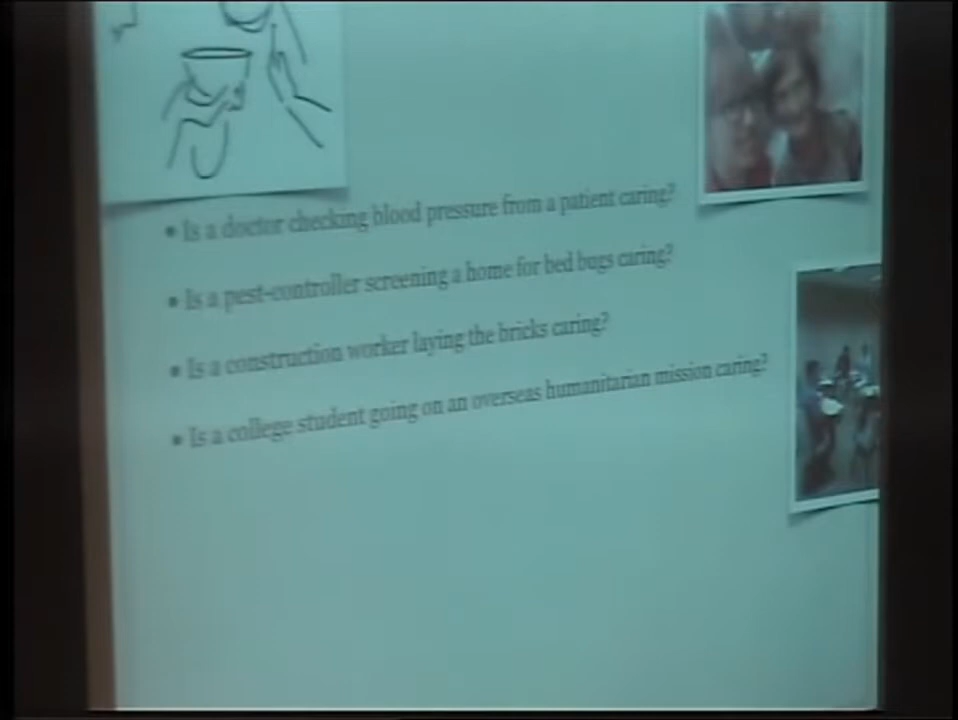 • Is a doctor checking blood pressure from a patient caring?
• Is a pest-controller screening a home for bed bugs caring?
• Is a construction worker laying the bricks caring?
• Is a college student going on an overseas humanitarian mission caring?